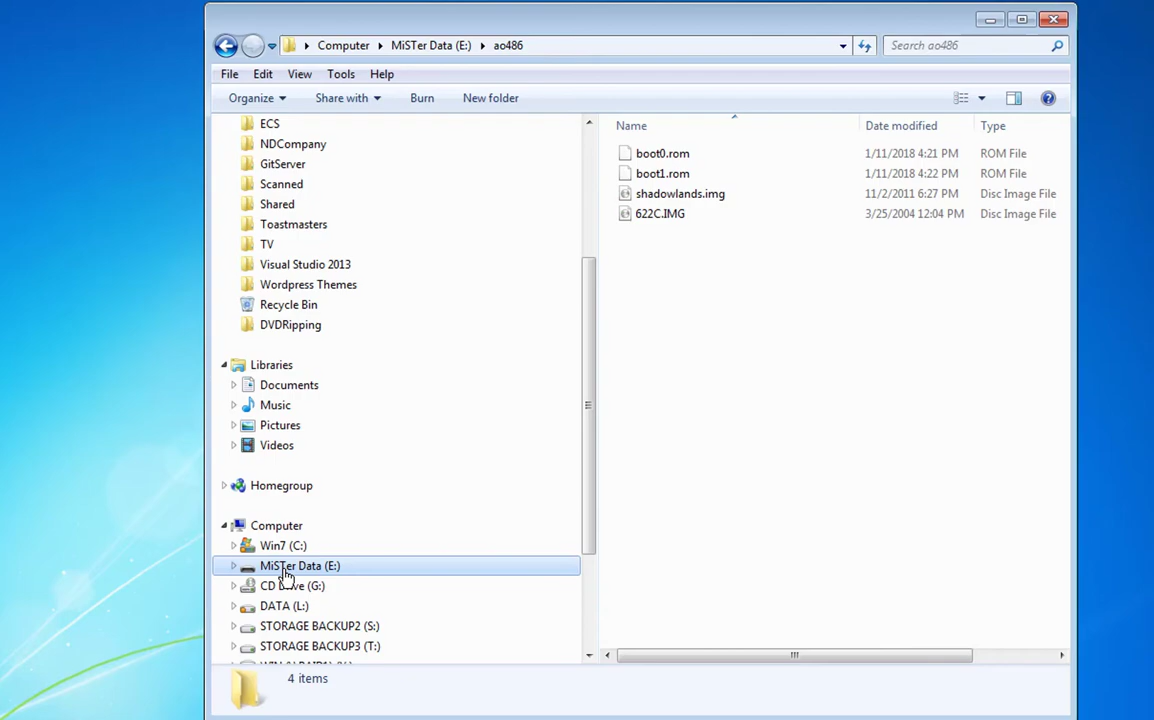 Computer MiSTer Data (E:) ao486 Search ao486
File Edit View Tools Help
Organize Share with Burn New folder
ECS
NDCompany
GitServer
Scanned
Shared
Toastmasters
TV
Visual Studio 2013
Wordpress Themes
Recycle Bin
DVDRipping
Libraries
Documents
Music
Pictures
Videos
Homegroup
Computer
Win7 (C:)
MiSTer Data (E:)
CD Drive (G:)
DATA (L:)
STORAGE BACKUP2 (S:)
STORAGE BACKUP3 (T:)
Name Date modified Type
boot0.rom 1/11/2018 4:21 PM ROM File
boot1.rom 1/11/2018 4:22 PM ROM File
shadowlands.img 11/2/2011 6:27 PM Disc Image File
622C.IMG 3/25/2004 12:04 PM Disc Image File
4 items